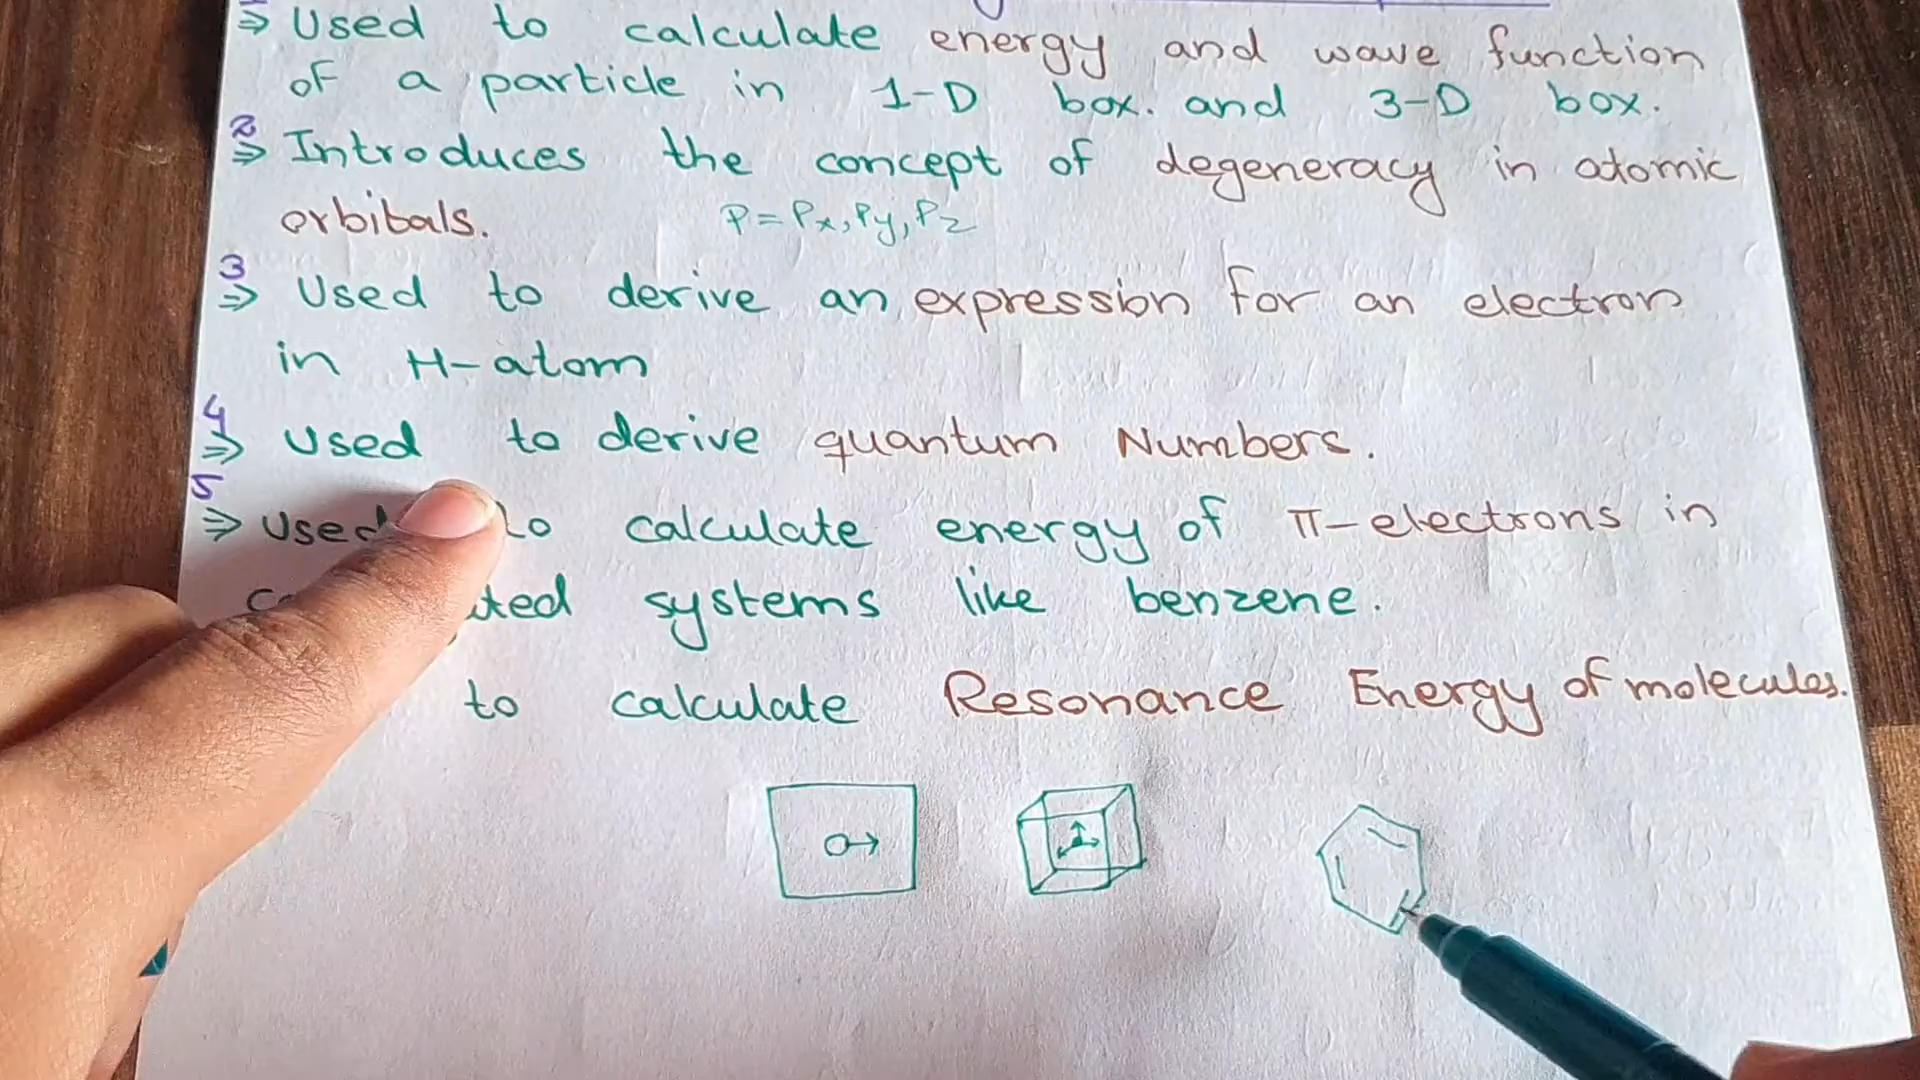 ⇒ Used to calculate energy and wave function
of a particle in 1-D box. and 3-D box.
2
⇒ Introduces the concept of degeneracy in atomic
orbitals. P=Px,Py,Pz
3
⇒ Used to derive an expression for an electron
in H-atom
4
⇒ Used to derive quantum Numbers.
5
⇒ Used to calculate energy of π-electrons in
systems like benzene.
to calculate Resonance Energy of molecules.